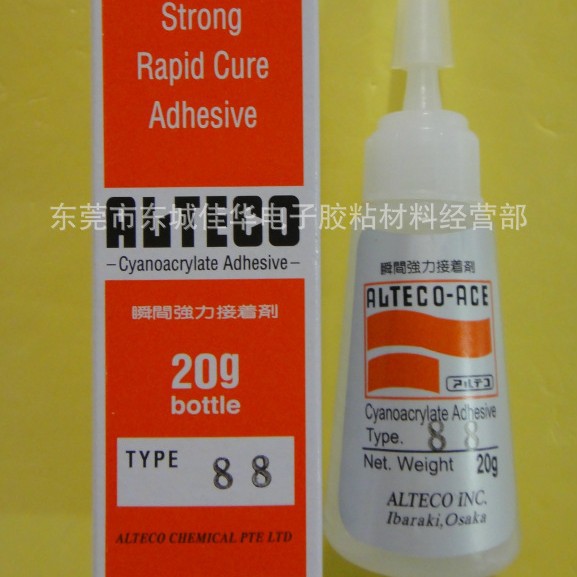 Strong
Rapid Cure
Adhesive
ALTECO
-Cyanoacrylate Adhesive-
瞬間強力接着剤
20g
bottle
TYPE 88
ALTECO CHEMICAL PTE LTD
东莞市东城佳华电子胶粘材料经营部
瞬間強力接着剤
ALTECO-ACE
アルテコ
Cyanoacrylate Adhesive
Type. 88
Net. Weight 20g
ALTECO INC.
Ibaraki,Osaka